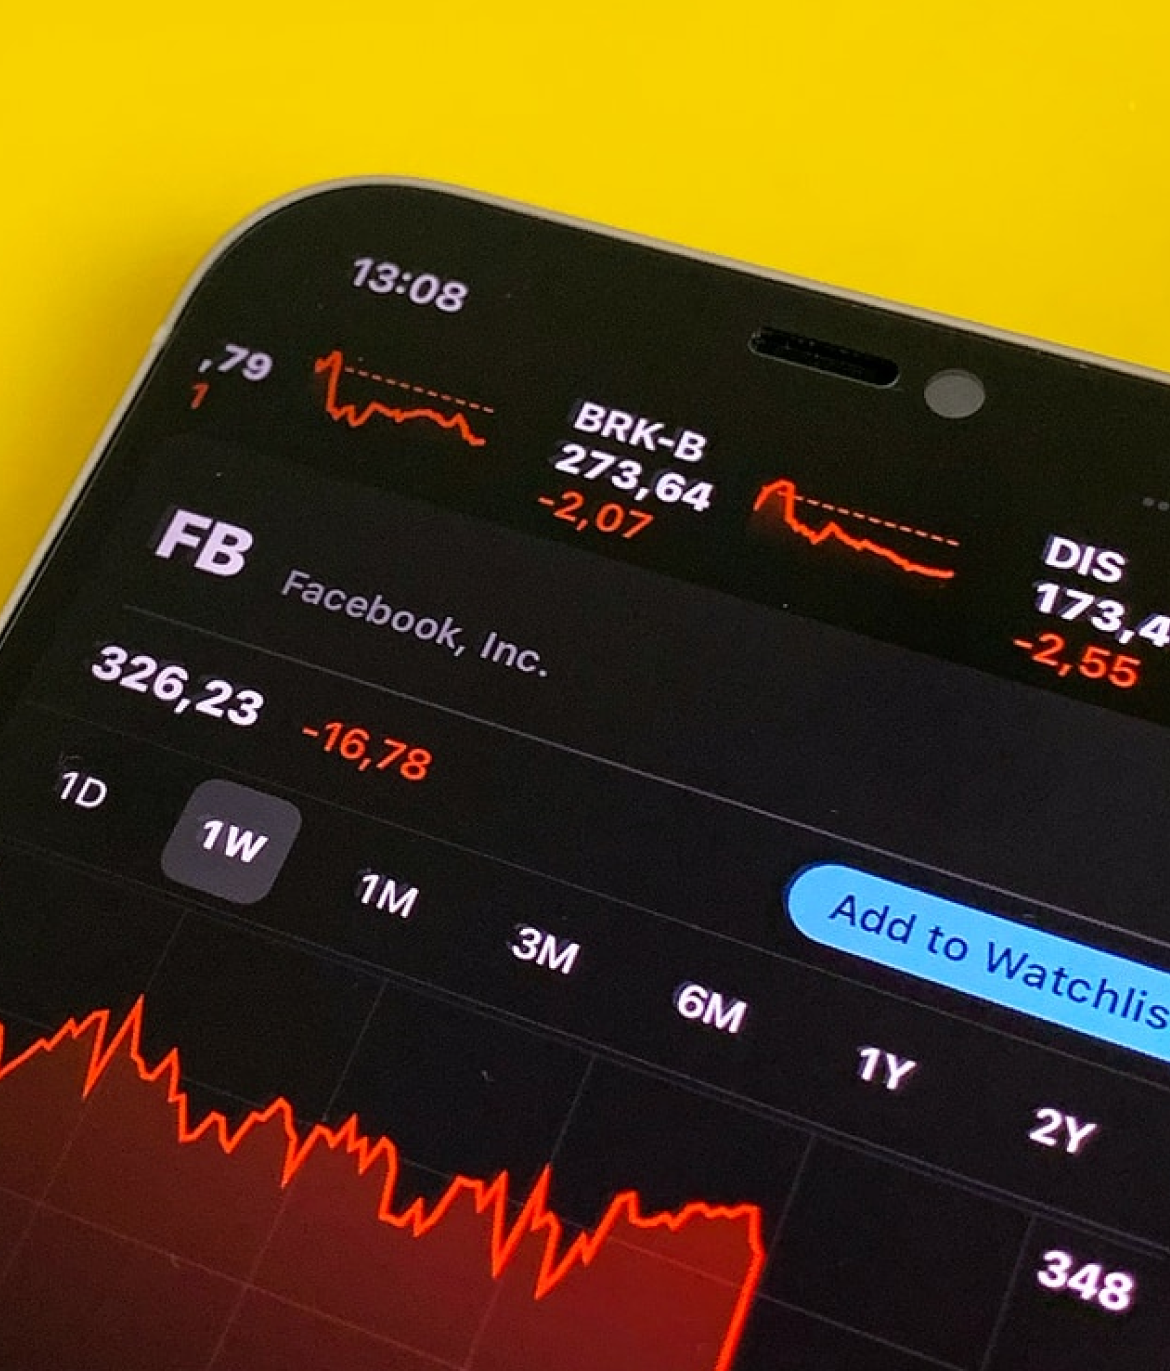 13:08
,79
1
BRK-B
273,64
-2,07
DIS
173,4
-2,55
FB Facebook, Inc.
326,23 -16,78
Add to Watchlis
1D 1W 1M 3M 6M 1Y 2Y
348